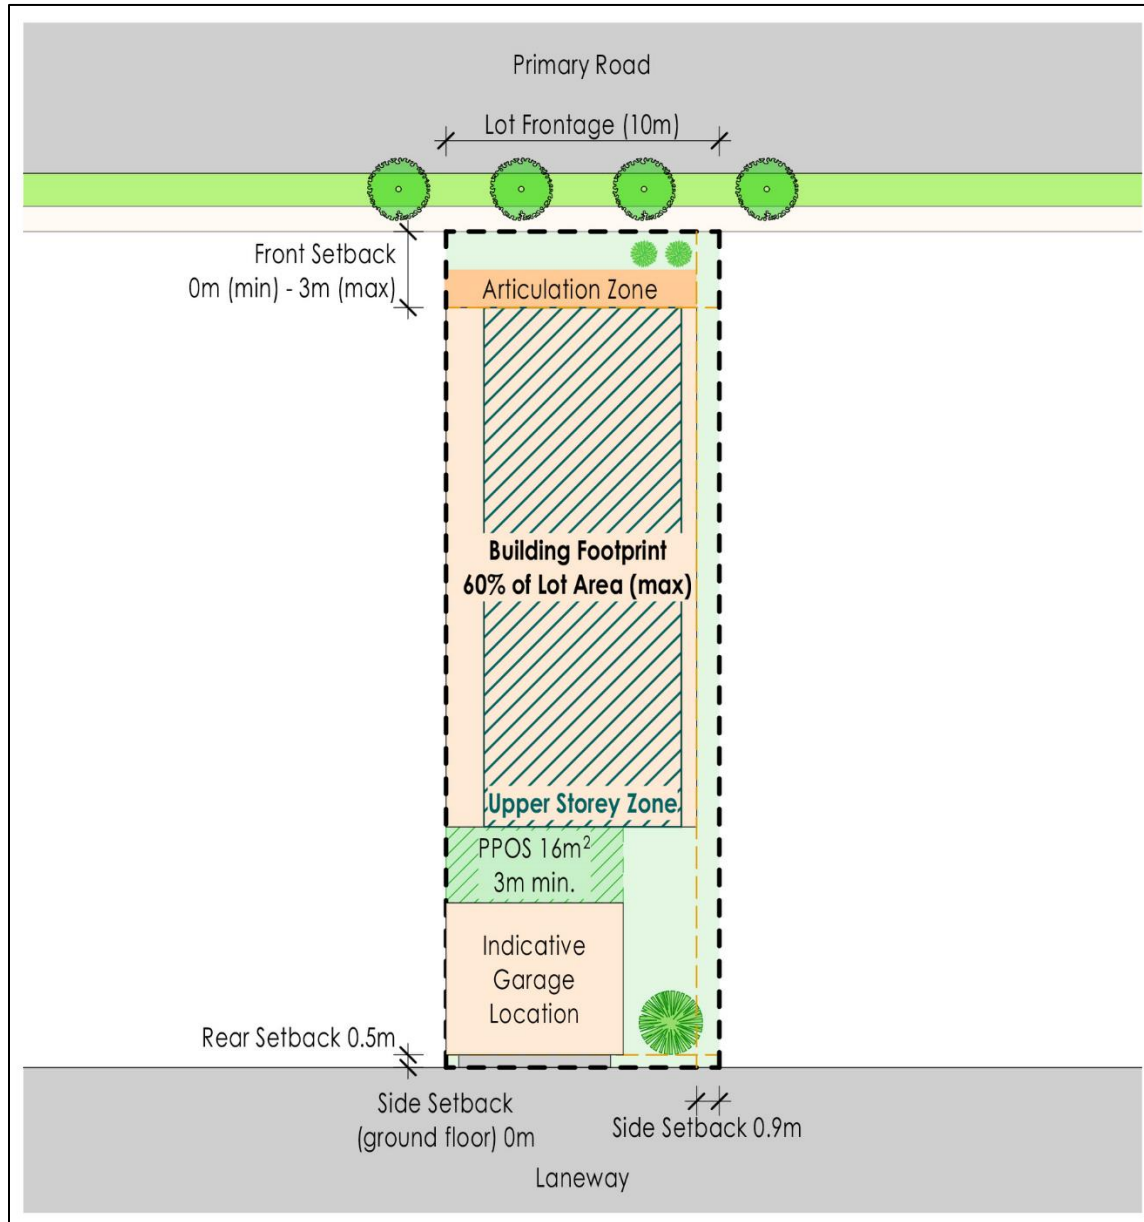 Primary Road
Lot Frontage (10m)
Front Setback
0m (min) - 3m (max)
Articulation Zone
Building Footprint
60% of Lot Area (max)
Upper Storey Zone
PPOS 16m²
3m min.
Indicative
Garage
Location
Rear Setback 0.5m
Side Setback
(ground floor) 0m
Side Setback 0.9m
Laneway